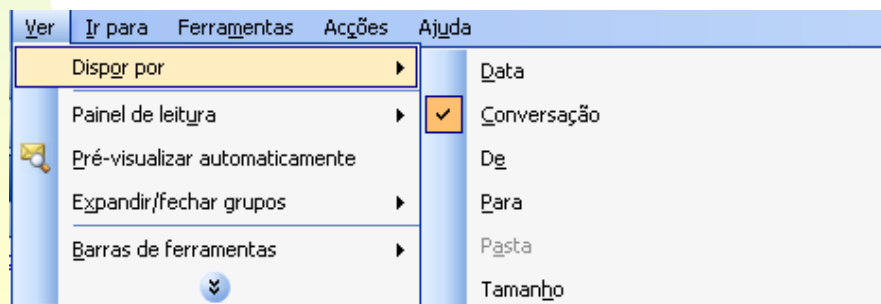 Ver Ir para Ferramentas Acções Ajuda
Dispor por
Painel de leitura
Pré-visualizar automaticamente
Expandir/fechar grupos
Barras de ferramentas
Data
Conversação
De
Para
Pasta
Tamanho